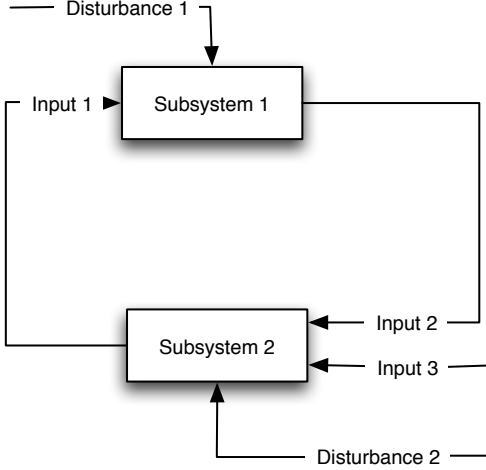 Disturbance 1
Input 1
Subsystem 1
Input 2
Subsystem 2
Input 3
Disturbance 2